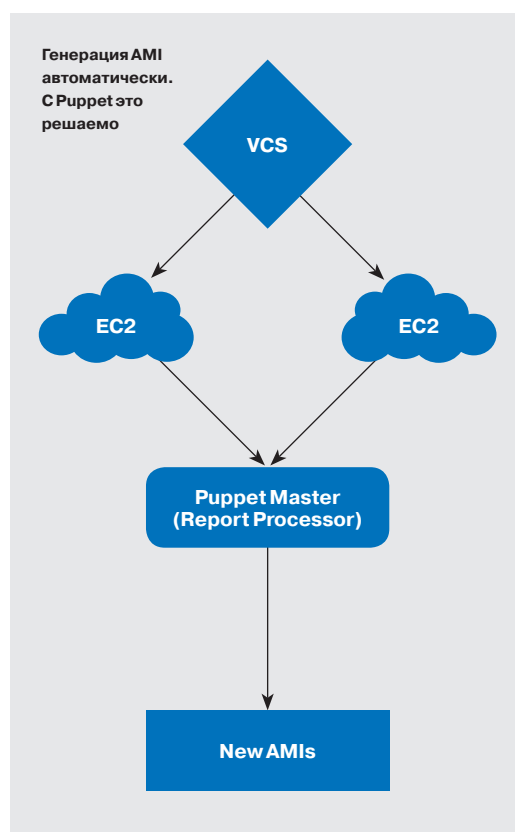 Генерация AMI
автоматически.
С Puppet это
решаемо
VCS
EC2
EC2
Puppet Master
(Report Processor)
New AMIs